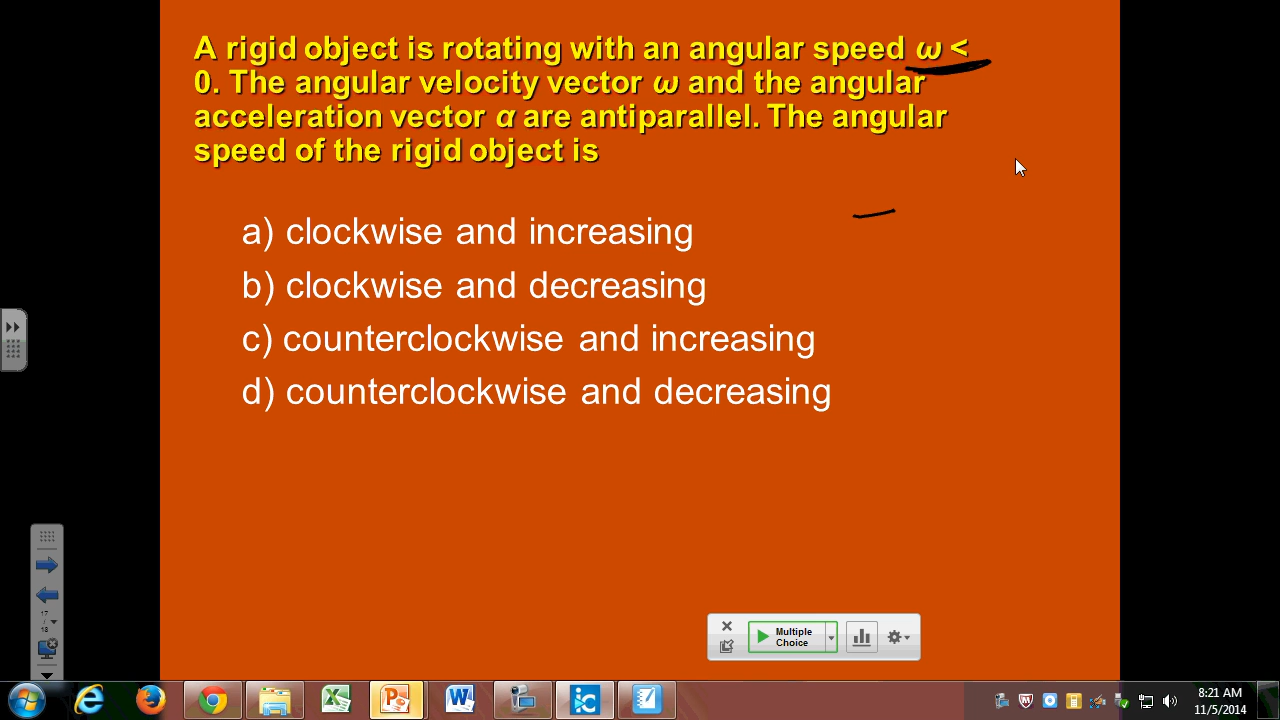 A rigid object is rotating with an angular speed ω <
0. The angular velocity vector ω and the angular
acceleration vector α are antiparallel. The angular
speed of the rigid object is
a) clockwise and increasing
b) clockwise and decreasing
c) counterclockwise and increasing
d) counterclockwise and decreasing
17
/
18
Multiple
Choice
8:21 AM
11/5/2014